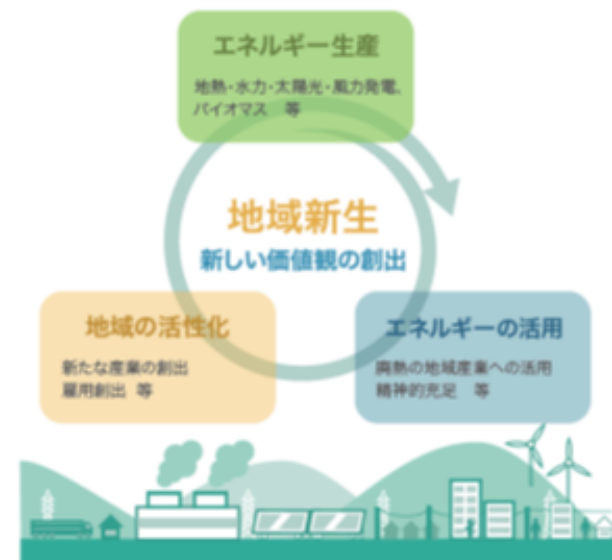 エネルギー生産
地熱・水力・太陽光・風力発電、
バイオマス　等
地域新生
新しい価値観の創出
地域の活性化
新たな産業の創出
雇用創出　等
エネルギーの活用
廃熱の地域産業への活用
精神的充足　等